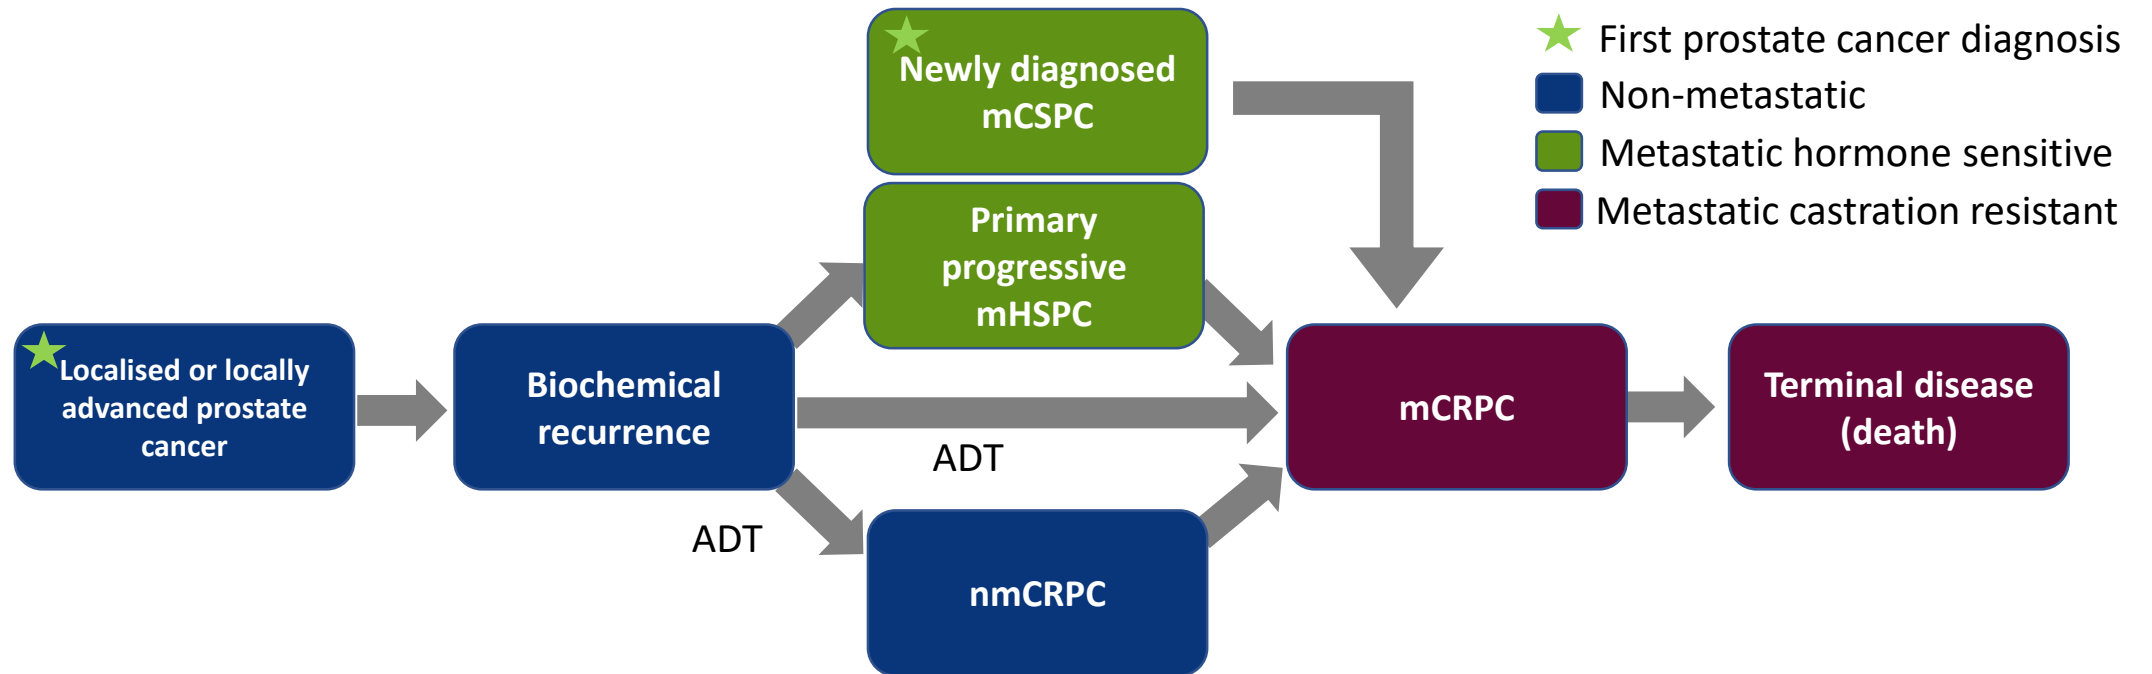 First prostate cancer diagnosis
Non-metastatic
Metastatic hormone sensitive
Metastatic castration resistant
Newly diagnosed
mCSPC
Primary
progressive
mHSPC
Localised or locally
advanced prostate
cancer
Biochemical
recurrence
ADT
ADT
nmCRPC
mCRPC
Terminal disease
(death)